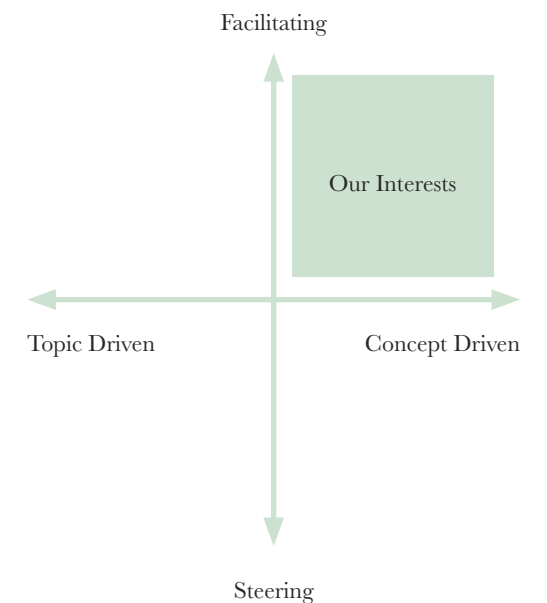 Facilitating
Our Interests
Topic Driven
Concept Driven
Steering